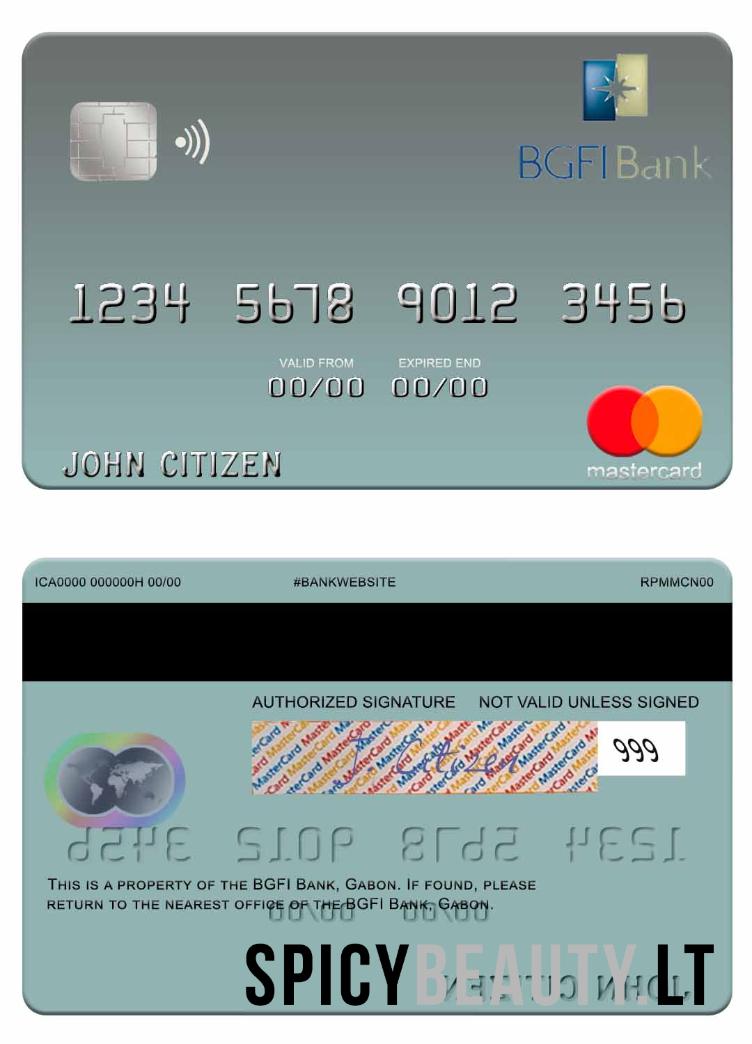 BGFIBank
1234 5678 9012 3456
VALID FROM EXPIRED END
00/00 00/00
JOHN CITIZEN
mastercard
ICA0000 000000H 00/00 #BANKWEBSITE RPMMCN00
AUTHORIZED SIGNATURE NOT VALID UNLESS SIGNED
J Citizen 999
THIS IS A PROPERTY OF THE BGFI BANK, GABON. IF FOUND, PLEASE
RETURN TO THE NEAREST OFFICE OF THE BGFI BANK, GABON.
SPICYBEAUTY.LT